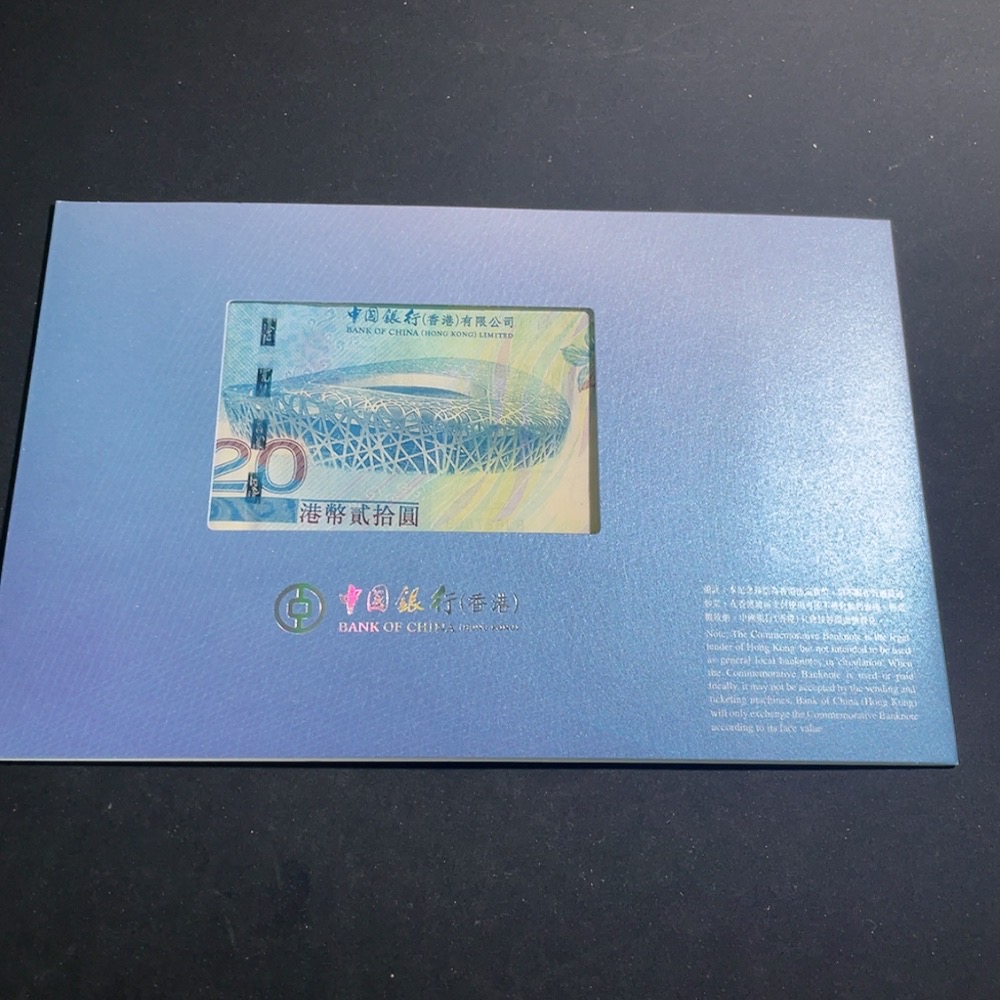 中国銀行(香港)有限公司
BANK OF CHINA (HONG KONG) LIMITED
20
港幣貳拾圓
中国銀行(香港)
BANK OF CHINA (HONG KONG)
Note: The Commemorative Banknote is the legal
tender of Hong Kong but not intended to be used
as general local banknotes in circulation. When
the Commemorative Banknote is used or paid
locally, it may not be accepted by the vending and
ticketing machines. Bank of China (Hong Kong)
will only exchange the Commemorative Banknote
according to its face value